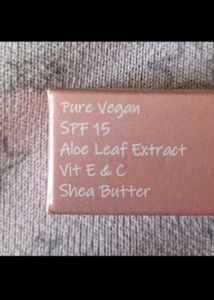 Pure Vegan
SPF 15
Aloe Leaf Extract
Vit E & C
Shea Butter